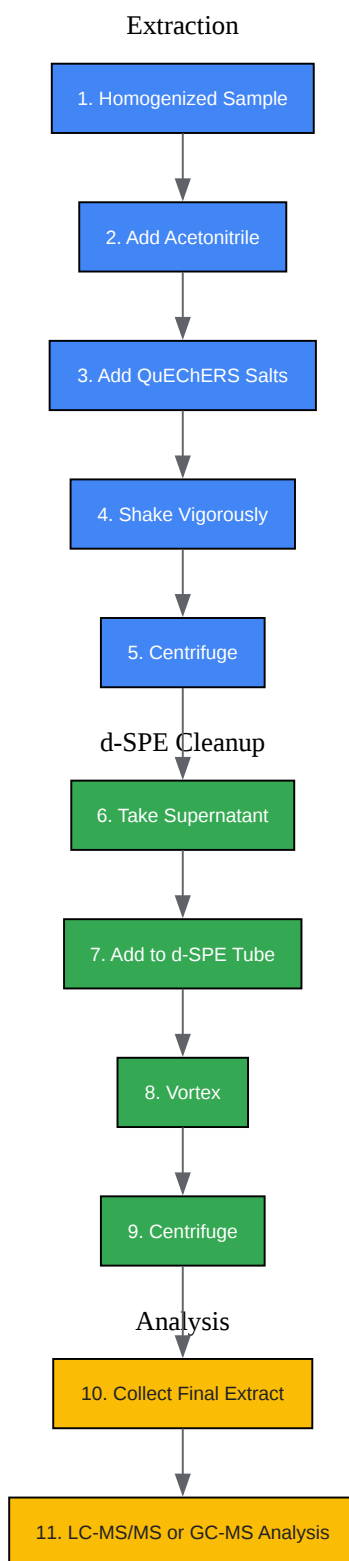 Extraction
1. Homogenized Sample
2. Add Acetonitrile
3. Add QuEChERS Salts
4. Shake Vigorously
5. Centrifuge
d-SPE Cleanup
6. Take Supernatant
7. Add to d-SPE Tube
8. Vortex
9. Centrifuge
Analysis
10. Collect Final Extract
11. LC-MS/MS or GC-MS Analysis